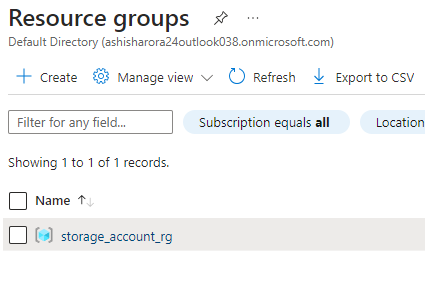 Resource groups
Default Directory (ashisharora24outlook038.onmicrosoft.com)
Create Manage view Refresh Export to CSV
Filter for any field... Subscription equals all Location
Showing 1 to 1 of 1 records.
Name ↑↓
storage_account_rg